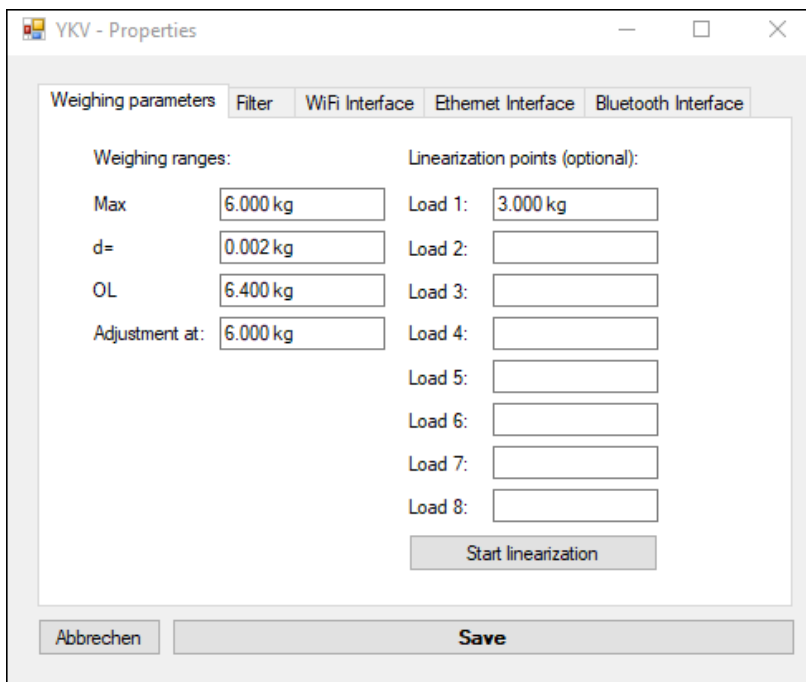 YKV - Properties
Weighing parameters Filter WiFi Interface Ethernet Interface Bluetooth Interface
Weighing ranges: Linearization points (optional):
Max 6.000 kg Load 1: 3.000 kg
d= 0.002 kg Load 2:
OL 6.400 kg Load 3:
Adjustment at: 6.000 kg Load 4:
Load 5:
Load 6:
Load 7:
Load 8:
Start linearization
Abbrechen Save